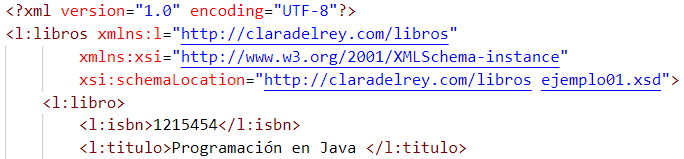 <?xml version="1.0" encoding="UTF-8"?>
<l:libros xmlns:l="http://claradelrey.com/libros"
xmlns:xsi="http://www.w3.org/2001/XMLSchema-instance"
xsi:schemaLocation="http://claradelrey.com/libros ejemplo01.xsd">
<l:libro>
<l:isbn>1215454</l:isbn>
<l:titulo>Programación en Java </l:titulo>